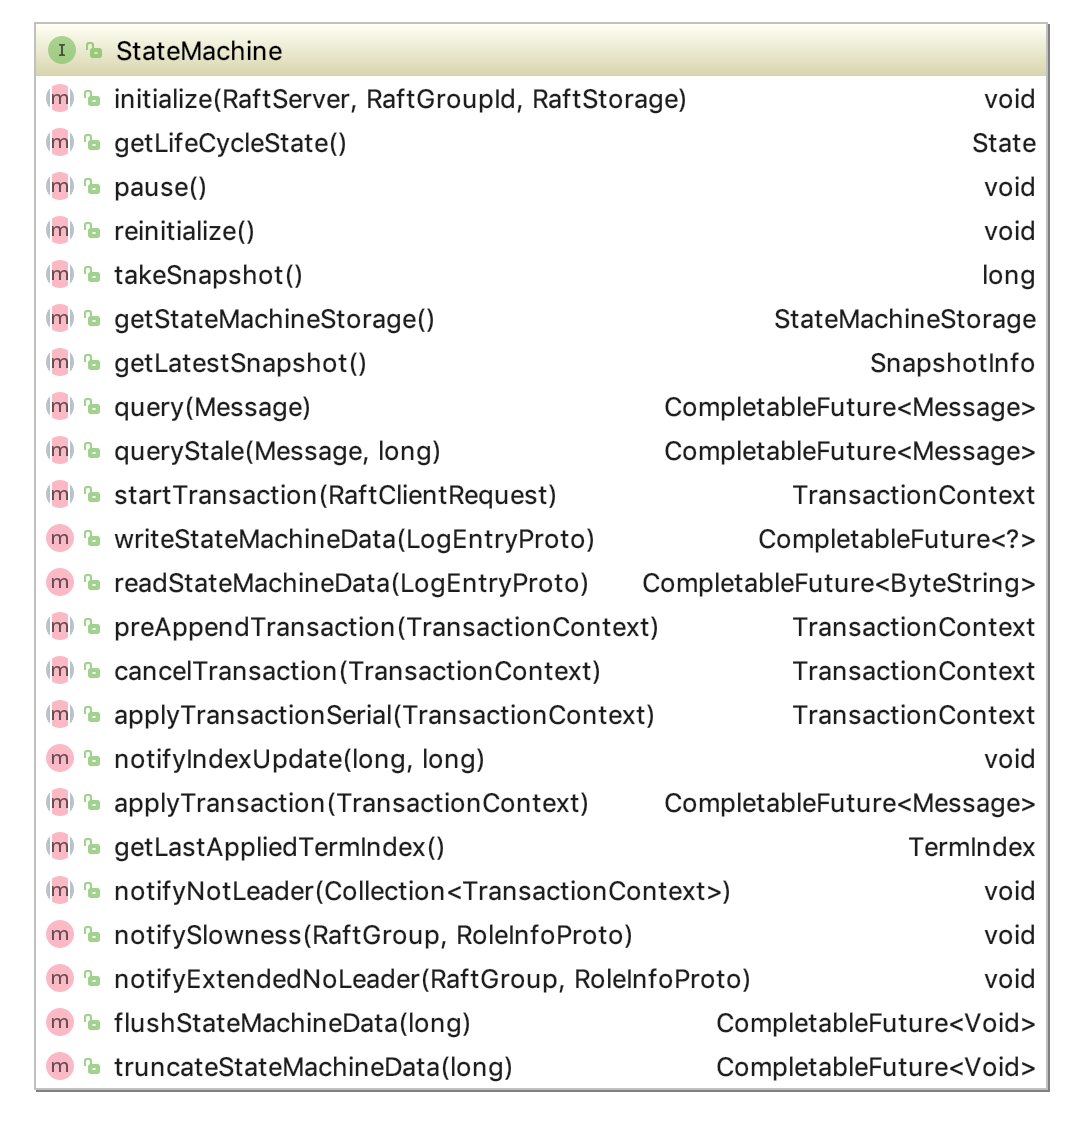 I StateMachine
m initialize(RaftServer, RaftGroupId, RaftStorage) void
m getLifeCycleState() State
m pause() void
m reinitialize() void
m takeSnapshot() long
m getStateMachineStorage() StateMachineStorage
m getLatestSnapshot() SnapshotInfo
m query(Message) CompletableFuture<Message>
m queryStale(Message, long) CompletableFuture<Message>
m startTransaction(RaftClientRequest) TransactionContext
m writeStateMachineData(LogEntryProto) CompletableFuture<?>
m readStateMachineData(LogEntryProto) CompletableFuture<ByteString>
m preAppendTransaction(TransactionContext) TransactionContext
m cancelTransaction(TransactionContext) TransactionContext
m applyTransactionSerial(TransactionContext) TransactionContext
m notifyIndexUpdate(long, long) void
m applyTransaction(TransactionContext) CompletableFuture<Message>
m getLastAppliedTermIndex() TermIndex
m notifyNotLeader(Collection<TransactionContext>) void
m notifySlowness(RaftGroup, RoleInfoProto) void
m notifyExtendedNoLeader(RaftGroup, RoleInfoProto) void
m flushStateMachineData(long) CompletableFuture<Void>
m truncateStateMachineData(long) CompletableFuture<Void>